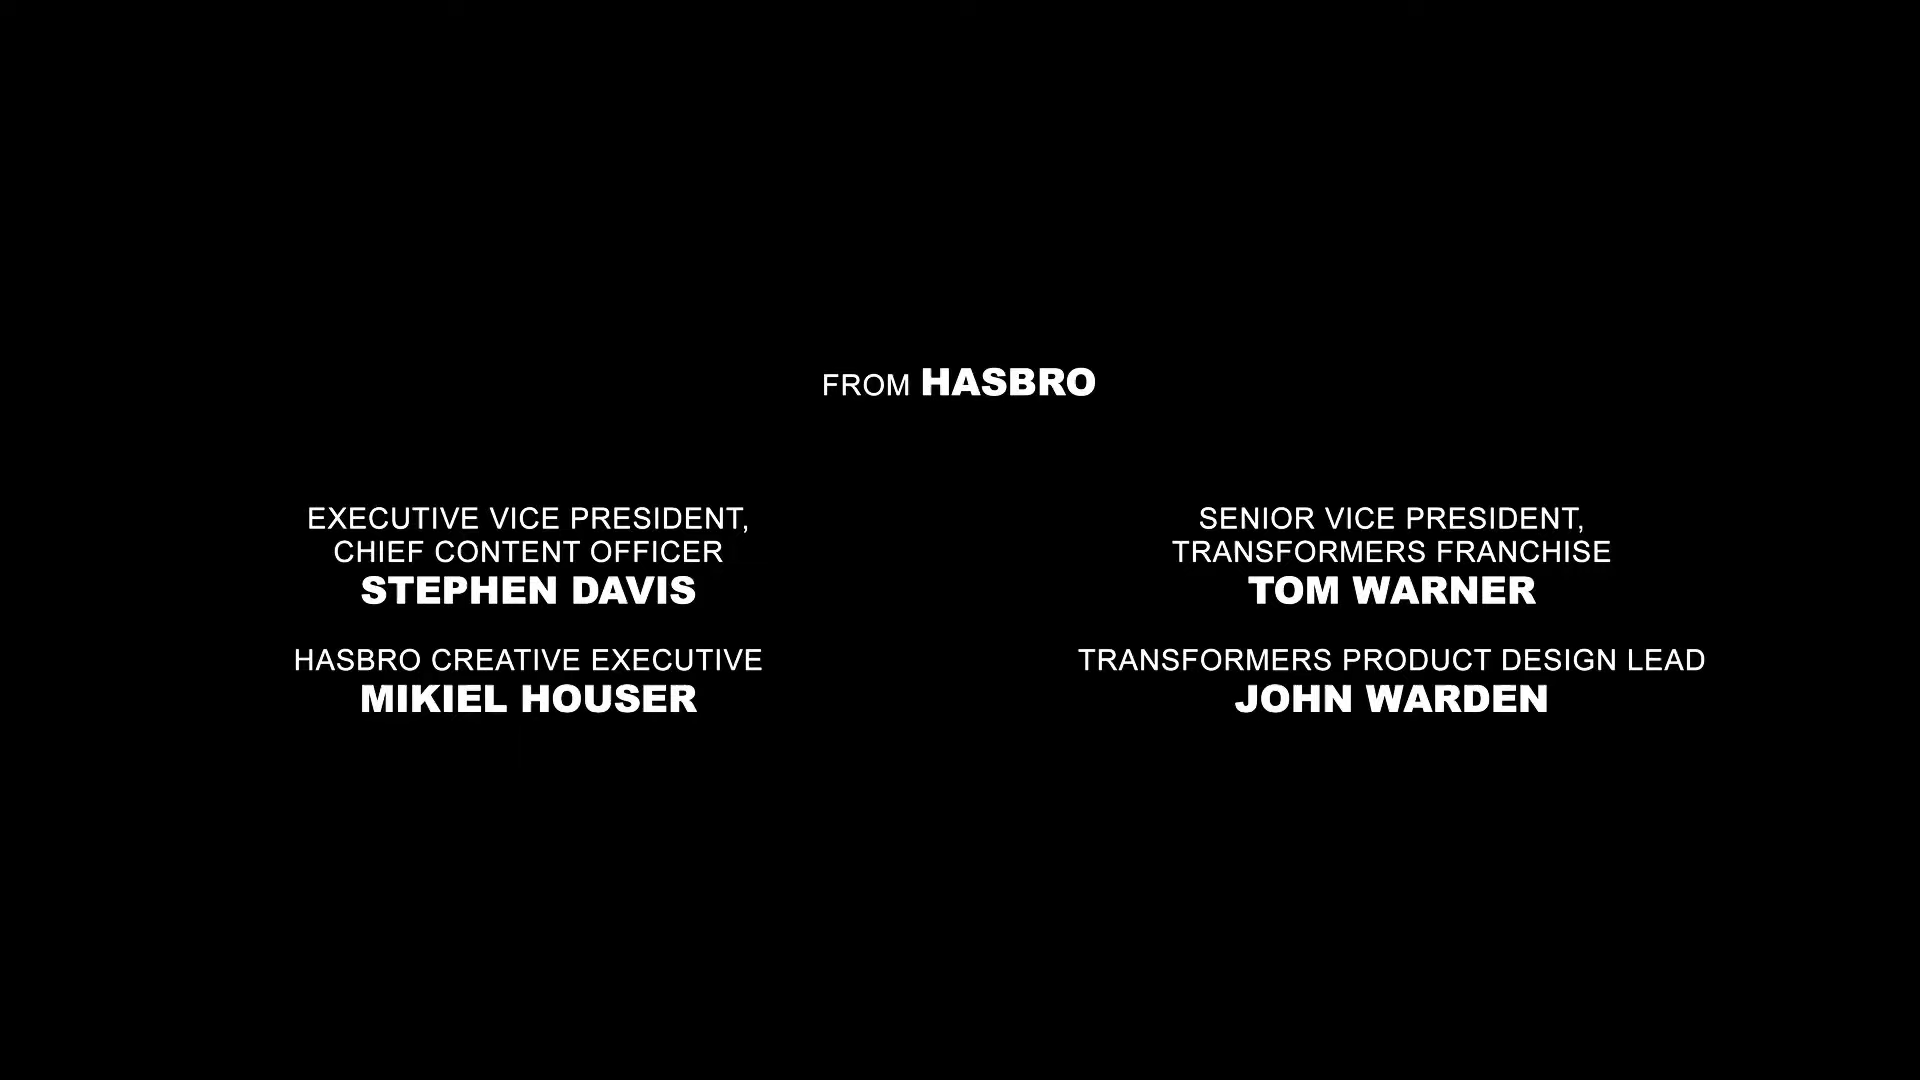 FROM HASBRO
EXECUTIVE VICE PRESIDENT,
CHIEF CONTENT OFFICER
STEPHEN DAVIS
HASBRO CREATIVE EXECUTIVE
MIKIEL HOUSER
SENIOR VICE PRESIDENT,
TRANSFORMERS FRANCHISE
TOM WARNER
TRANSFORMERS PRODUCT DESIGN LEAD
JOHN WARDEN